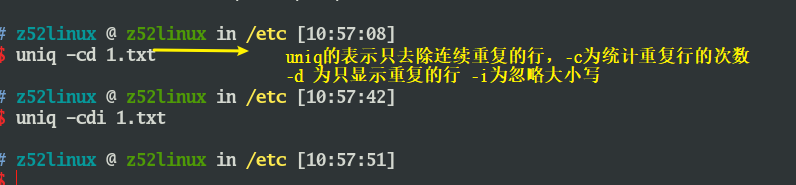 # z52linux @ z52linux in /etc [10:57:08]
$ uniq -cd 1.txt
uniq的表示只去除连续重复的行，-c为统计重复行的次数
-d 为只显示重复的行 -i为忽略大小写
# z52linux @ z52linux in /etc [10:57:42]
$ uniq -cdi 1.txt
# z52linux @ z52linux in /etc [10:57:51]
$